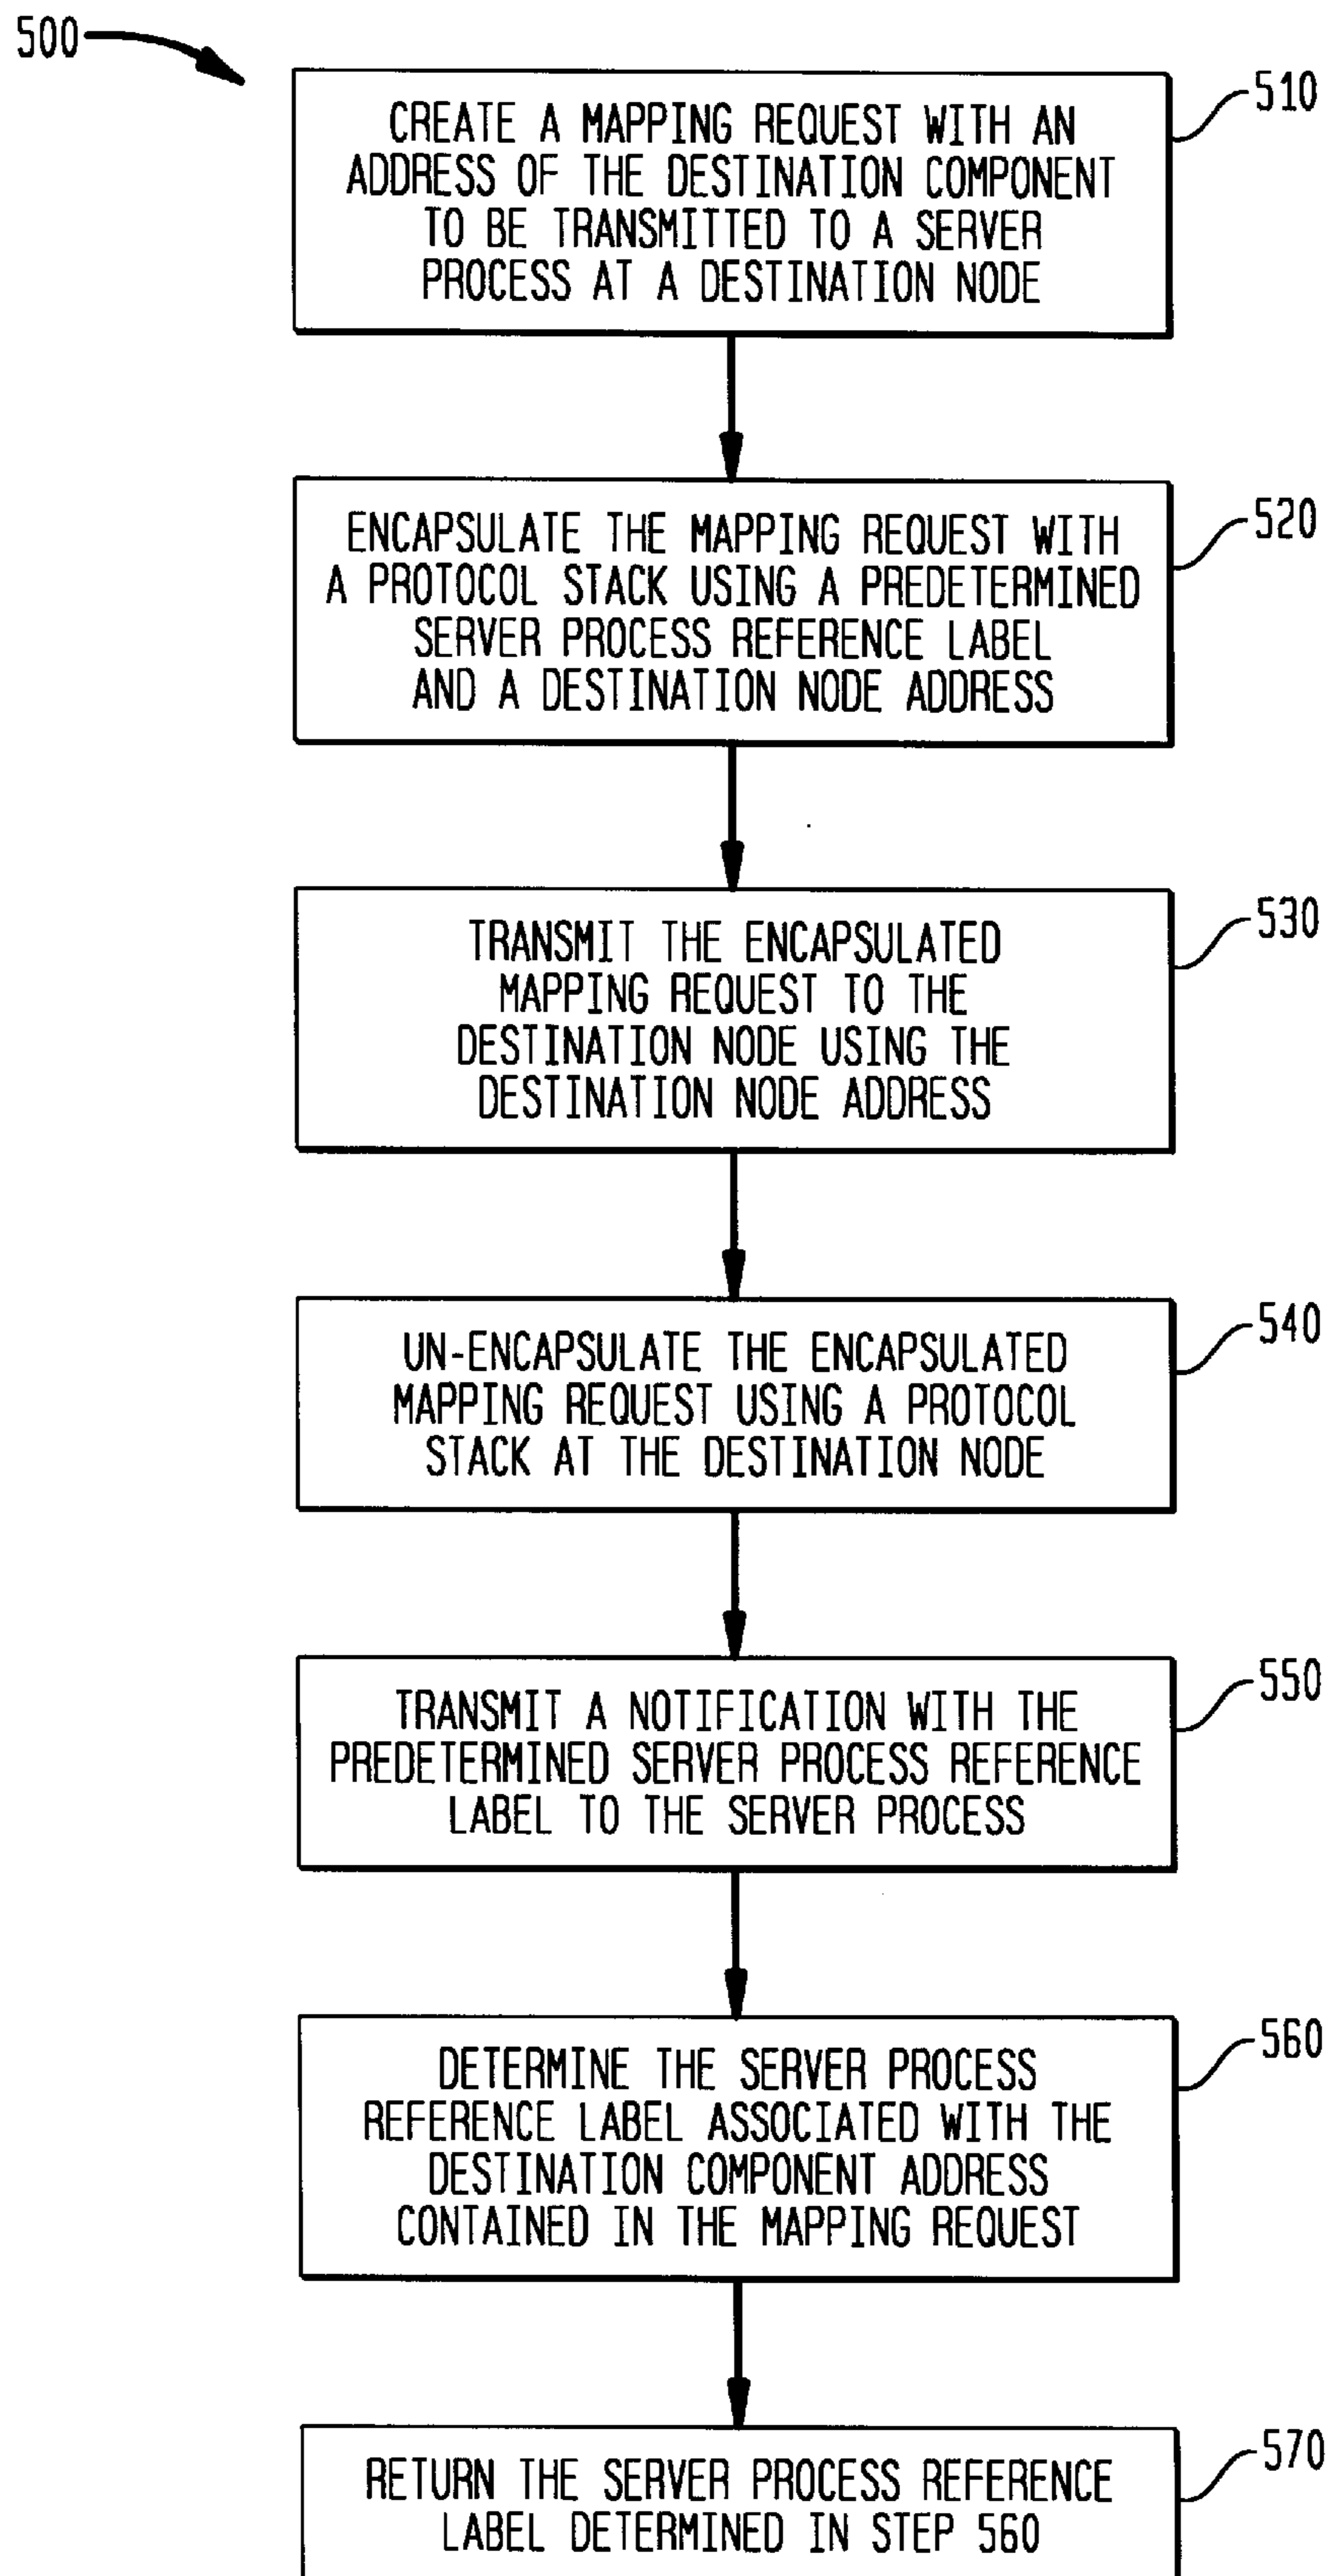 500
510
CREATE A MAPPING REQUEST WITH AN
ADDRESS OF THE DESTINATION COMPONENT
TO BE TRANSMITTED TO A SERVER
PROCESS AT A DESTINATION NODE
520
ENCAPSULATE THE MAPPING REQUEST WITH
A PROTOCOL STACK USING A PREDETERMINED
SERVER PROCESS REFERENCE LABEL
AND A DESTINATION NODE ADDRESS
530
TRANSMIT THE ENCAPSULATED
MAPPING REQUEST TO THE
DESTINATION NODE USING THE
DESTINATION NODE ADDRESS
540
UN-ENCAPSULATE THE ENCAPSULATED
MAPPING REQUEST USING A PROTOCOL
STACK AT THE DESTINATION NODE
550
TRANSMIT A NOTIFICATION WITH THE
PREDETERMINED SERVER PROCESS REFERENCE
LABEL TO THE SERVER PROCESS
560
DETERMINE THE SERVER PROCESS
REFERENCE LABEL ASSOCIATED WITH THE
DESTINATION COMPONENT ADDRESS
CONTAINED IN THE MAPPING REQUEST
570
RETURN THE SERVER PROCESS REFERENCE
LABEL DETERMINED IN STEP 560